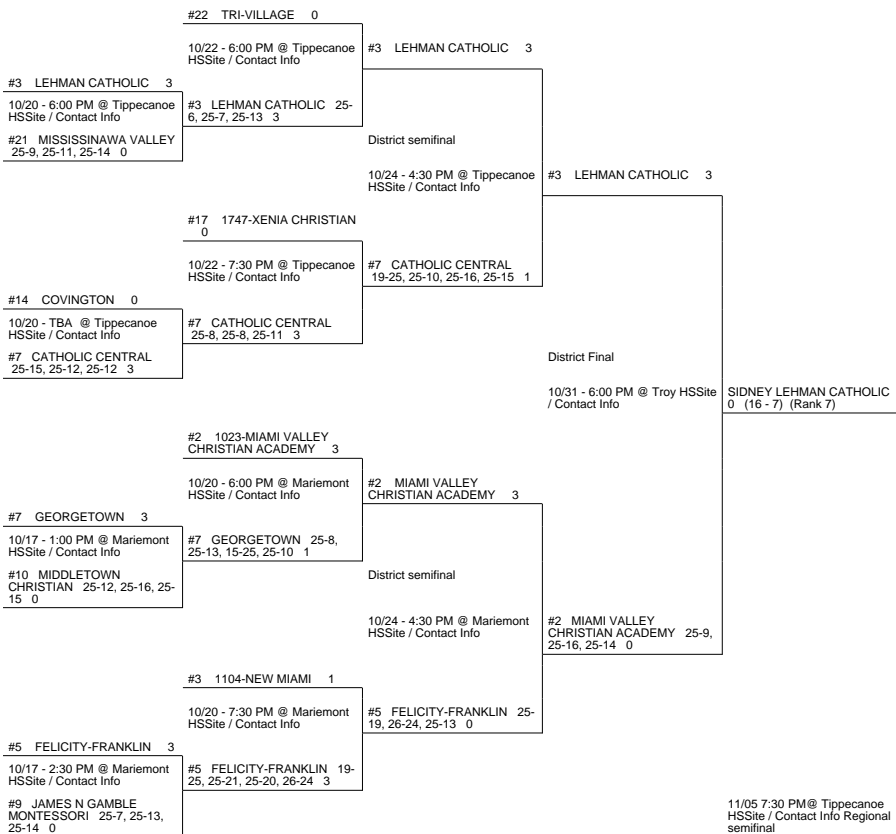 #22 TRI-VILLAGE 0
10/22 - 6:00 PM @ Tippecanoe
HSSite / Contact Info
#3 LEHMAN CATHOLIC 3
#3 LEHMAN CATHOLIC 3
10/20 - 6:00 PM @ Tippecanoe
HSSite / Contact Info
#3 LEHMAN CATHOLIC 25-
6, 25-7, 25-13 3
#21 MISSISSINAWA VALLEY
25-9, 25-11, 25-14 0
District semifinal
10/24 - 4:30 PM @ Tippecanoe
HSSite / Contact Info
#3 LEHMAN CATHOLIC 3
#17 1747-XENIA CHRISTIAN
0
10/22 - 7:30 PM @ Tippecanoe
HSSite / Contact Info
#7 CATHOLIC CENTRAL
19-25, 25-10, 25-16, 25-15 1
#14 COVINGTON 0
10/20 - TBA @ Tippecanoe
HSSite / Contact Info
#7 CATHOLIC CENTRAL
25-8, 25-8, 25-11 3
#7 CATHOLIC CENTRAL
25-15, 25-12, 25-12 3
District Final
10/31 - 6:00 PM @ Troy HSSite
/ Contact Info
SIDNEY LEHMAN CATHOLIC
0 (16 - 7) (Rank 7)
#2 1023-MIAMI VALLEY
CHRISTIAN ACADEMY 3
10/20 - 6:00 PM @ Mariemont
HSSite / Contact Info
#2 MIAMI VALLEY
CHRISTIAN ACADEMY 3
#7 GEORGETOWN 3
10/17 - 1:00 PM @ Mariemont
HSSite / Contact Info
#7 GEORGETOWN 25-8,
25-13, 15-25, 25-10 1
#10 MIDDLETOWN
CHRISTIAN 25-12, 25-16, 25-
15 0
District semifinal
10/24 - 4:30 PM @ Mariemont
HSSite / Contact Info
#2 MIAMI VALLEY
CHRISTIAN ACADEMY 25-9,
25-16, 25-14 0
#3 1104-NEW MIAMI 1
10/20 - 7:30 PM @ Mariemont
HSSite / Contact Info
#5 FELICITY-FRANKLIN 25-
19, 26-24, 25-13 0
#5 FELICITY-FRANKLIN 3
10/17 - 2:30 PM @ Mariemont
HSSite / Contact Info
#5 FELICITY-FRANKLIN 19-
25, 25-21, 25-20, 26-24 3
#9 JAMES N GAMBLE
MONTESSORI 25-7, 25-13,
25-14 0
11/05 7:30 PM@ Tippecanoe
HSSite / Contact Info Regional
semifinal